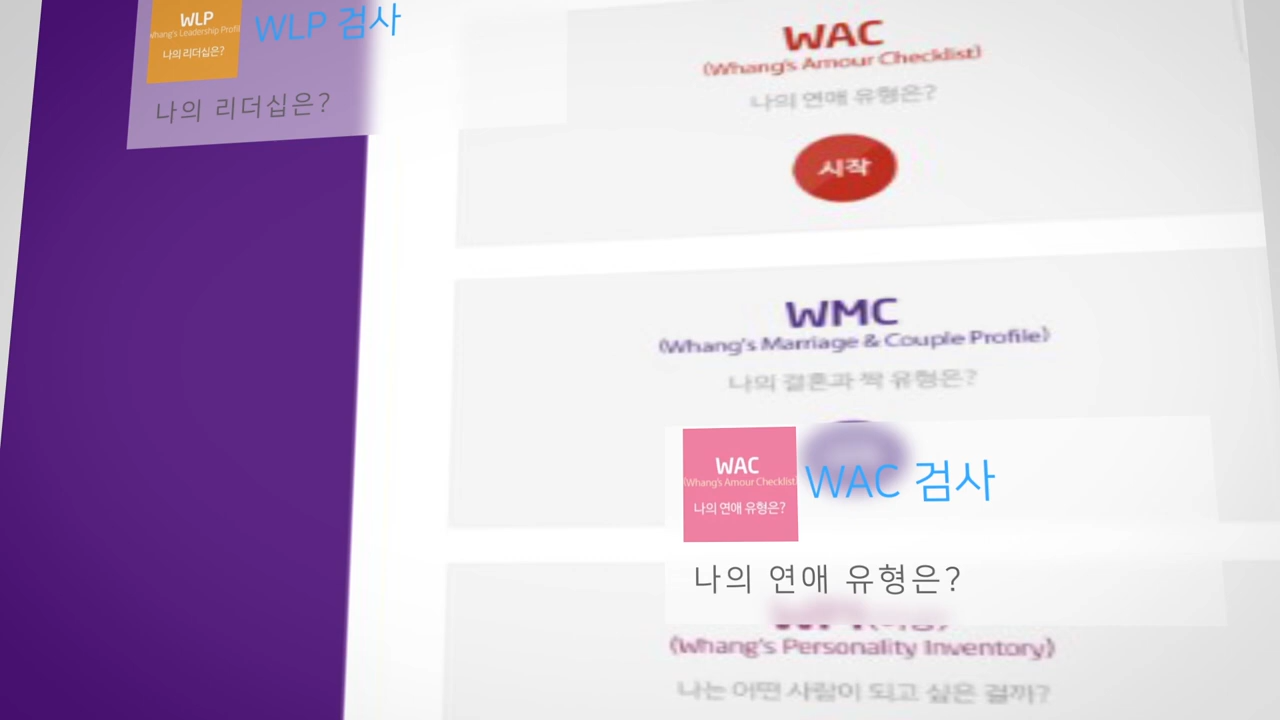 WLP
(Whang's Leadership Profile
나의 리더십은?
WLP 검사
나의 리더십은?
WAC
(Whang's Amour Checklist)
나의 연애 유형은?
시작
WMC
(Whang's Marriage & Couple Profile)
나의 결혼과 짝 유형은?
WAC
(Whang's Amour Checklist)
나의 연애 유형은?
WAC 검사
나의 연애 유형은?
(Whang's Personality Inventory)
나는 어떤 사람이 되고 싶은 걸까?